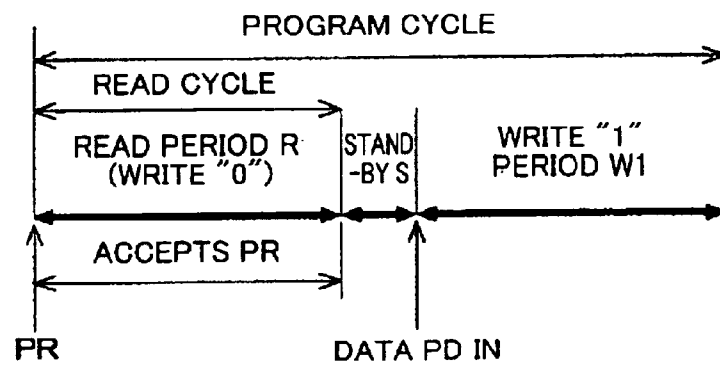 PROGRAM CYCLE
READ CYCLE
READ PERIOD R
(WRITE "0")
STAND
-BY S
WRITE "1"
PERIOD W1
ACCEPTS PR
PR
DATA PD IN